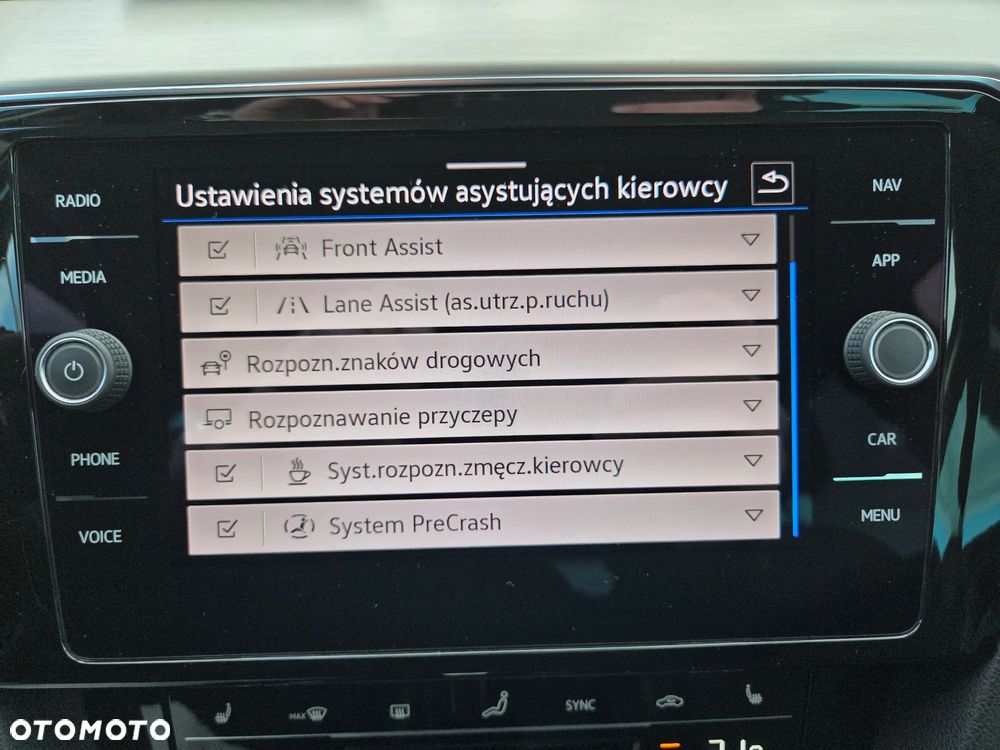 Ustawienia systemów asystujących kierowcy
RADIO
NAV
Front Assist
MEDIA
APP
Lane Assist (as.utrz.p.ruchu)
Rozpozn.znaków drogowych
Rozpoznawanie przyczepy
PHONE
CAR
Syst.rozpozn.zmęcz.kierowcy
VOICE
MENU
System PreCrash
MAX
SYNC
OTOMOTO